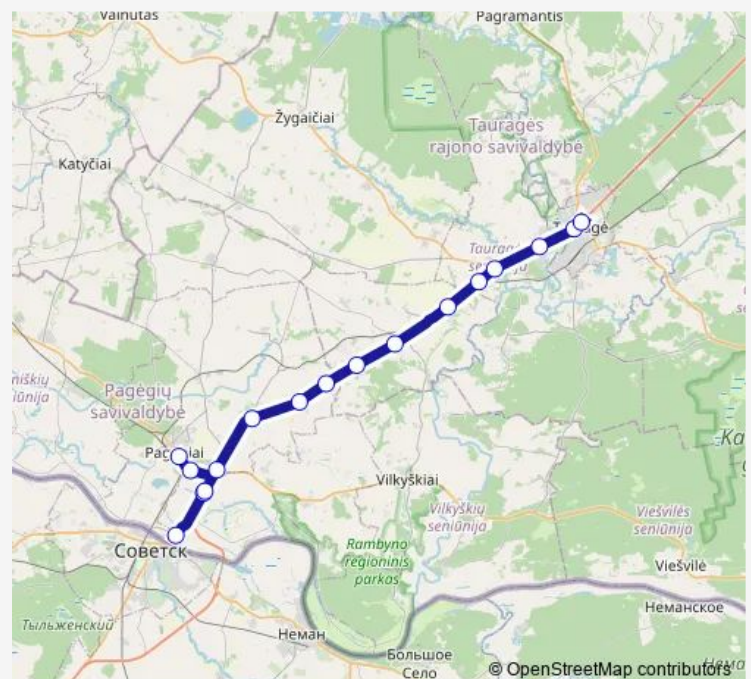 Vainutas
Pagramantis
Žygaičiai
Tauragės
rajono savivaldybė
Katyčiai
Pagėgių
savivaldybė
Vilkyškiai
Vilkyškių
seniūnija
Viešvilės
seniūnija
Советск
Rambyno
regioninis
parkas
Viešvilė
Неманское
Тыльженский
Неман
Большое
Село
© OpenStreetMap contributors